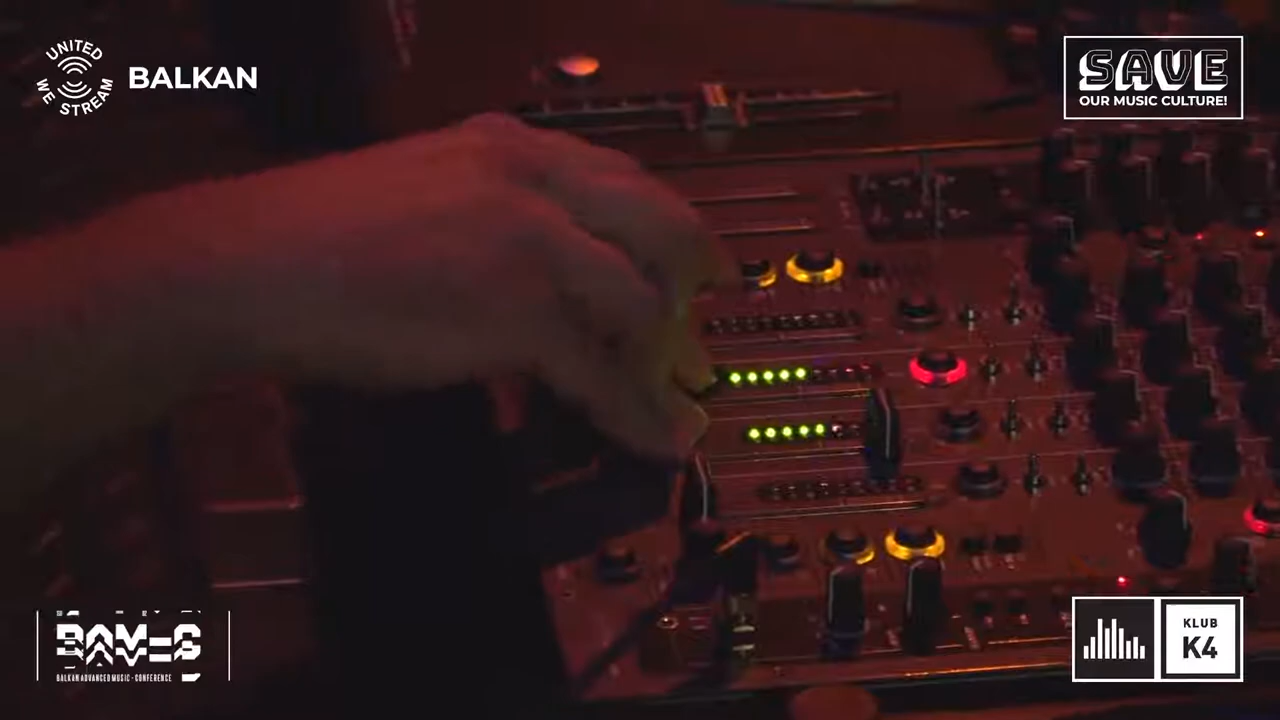 UNITED
WE STREAM
BALKAN
SAVE
OUR MUSIC CULTURE!
BALKAN ADVANCED MUSIC - CONFERENCE
KLUB
K4